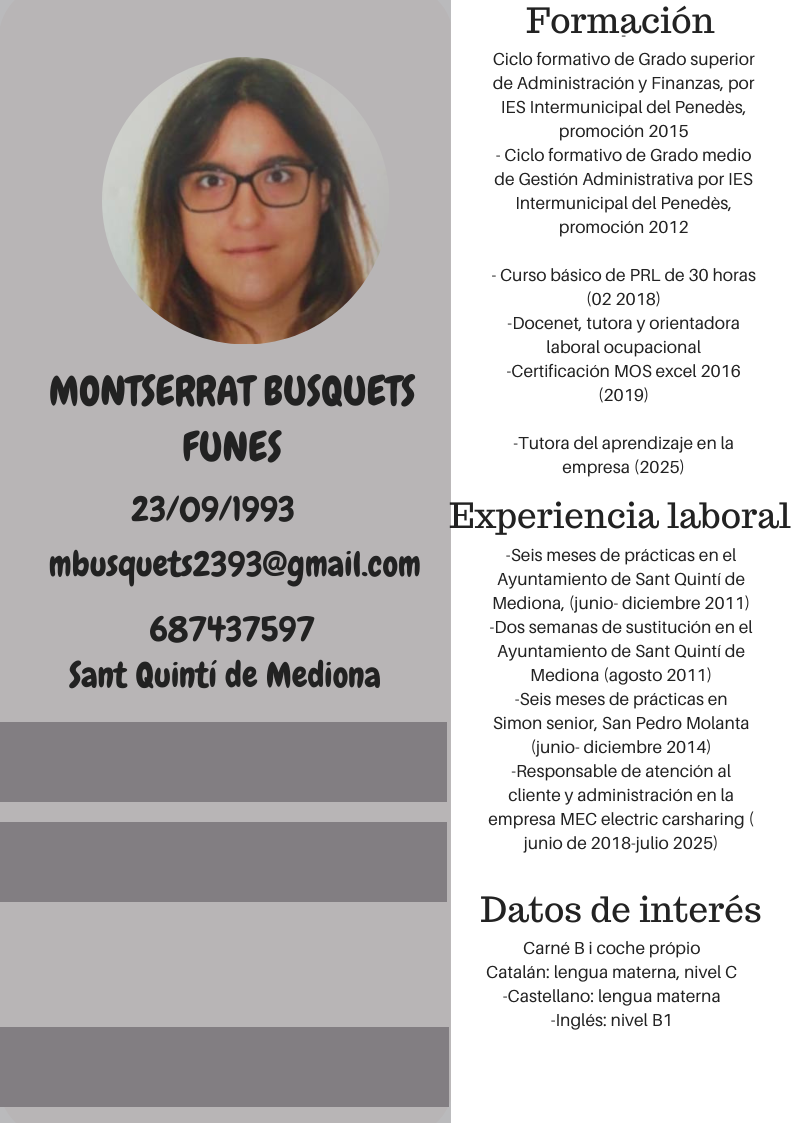 MONTSERRAT BUSQUETS
FUNES
23/09/1993
mbusquets2393@gmail.com
687437597
Sant Quintí de Mediona
Formación
Ciclo formativo de Grado superior
de Administración y Finanzas, por
IES Intermunicipal del Penedès,
promoción 2015
- Ciclo formativo de Grado medio
de Gestión Administrativa por IES
Intermunicipal del Penedès,
promoción 2012
- Curso básico de PRL de 30 horas
(02 2018)
-Docenet, tutora y orientadora
laboral ocupacional
-Certificación MOS excel 2016
(2019)
-Tutora del aprendizaje en la
empresa (2025)
Experiencia laboral
-Seis meses de prácticas en el
Ayuntamiento de Sant Quintí de
Mediona, (junio- diciembre 2011)
-Dos semanas de sustitución en el
Ayuntamiento de Sant Quintí de
Mediona (agosto 2011)
-Seis meses de prácticas en
Simon senior, San Pedro Molanta
(junio- diciembre 2014)
-Responsable de atención al
cliente y administración en la
empresa MEC electric carsharing (
junio de 2018-julio 2025)
Datos de interés
Carné B i coche própio
Catalán: lengua materna, nivel C
-Castellano: lengua materna
-Inglés: nivel B1